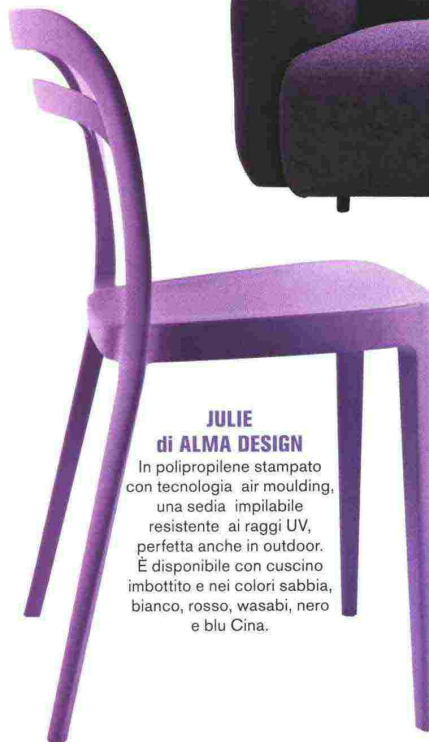 JULIE
di ALMA DESIGN
In polipropilene stampato
con tecnologia air moulding,
una sedia impilabile
resistente ai raggi UV,
perfetta anche in outdoor.
È disponibile con cuscino
imbottito e nei colori sabbia,
bianco, rosso, wasabi, nero
e blu Cina.